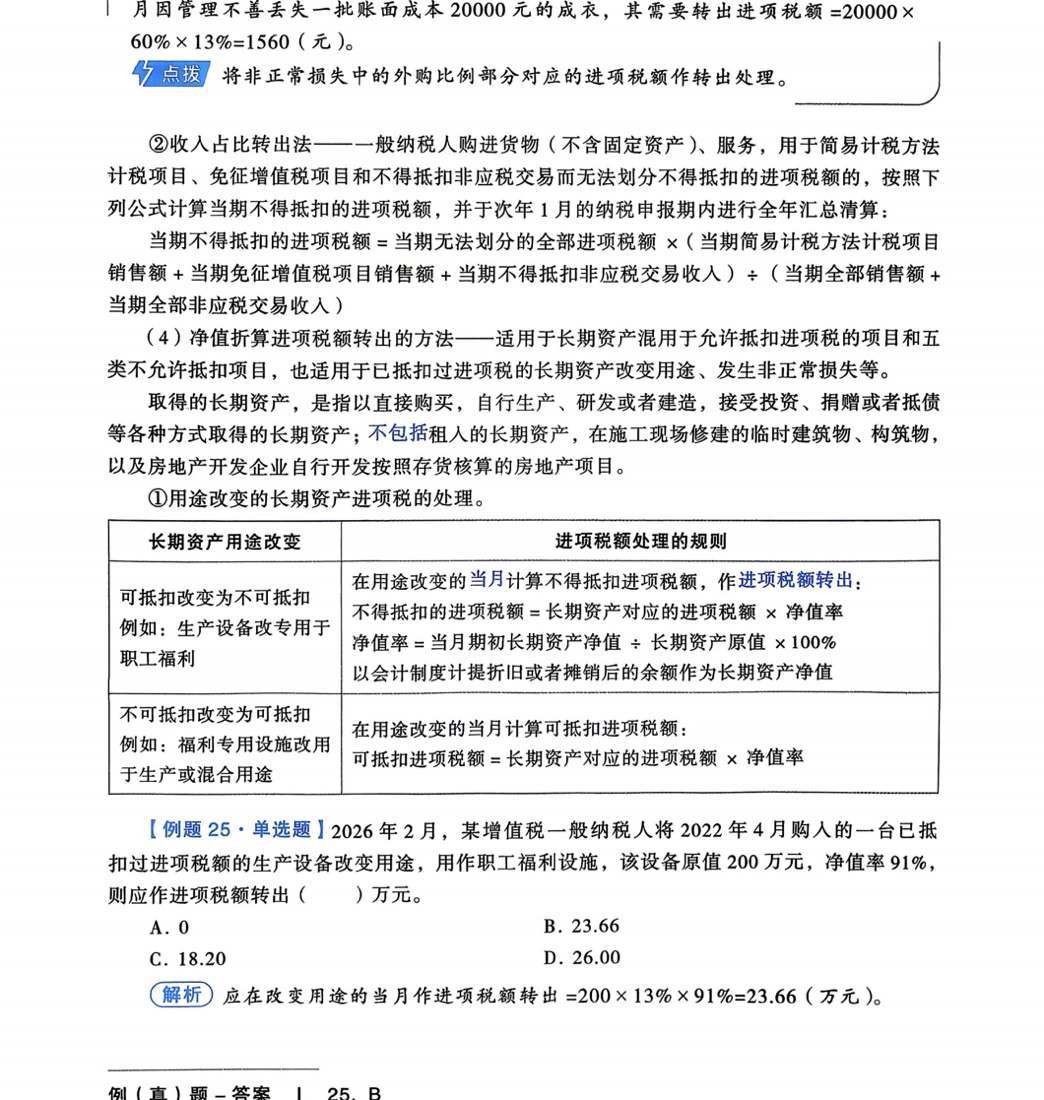 月因管理不善丢失一批账面成本 20000 元的成衣，其需要转出进项税额 =20000×
60%×13%=1560（元）。
点拨 将非正常损失中的外购比例部分对应的进项税额作转出处理。
②收入占比转出法——一般纳税人购进货物（不含固定资产）、服务，用于简易计税方法
计税项目、免征增值税项目和不得抵扣非应税交易而无法划分不得抵扣的进项税额的，按照下
列公式计算当期不得抵扣的进项税额，并于次年 1 月的纳税申报期内进行全年汇总清算：
当期不得抵扣的进项税额 = 当期无法划分的全部进项税额 ×（当期简易计税方法计税项目
销售额 + 当期免征增值税项目销售额 + 当期不得抵扣非应税交易收入）÷（当期全部销售额 +
当期全部非应税交易收入）
（4）净值折算进项税额转出的方法——适用于长期资产混用于允许抵扣进项税的项目和五
类不允许抵扣项目，也适用于已抵扣过进项税的长期资产改变用途、发生非正常损失等。
取得的长期资产，是指以直接购买，自行生产、研发或者建造，接受投资、捐赠或者抵债
等各种方式取得的长期资产；不包括租入的长期资产，在施工现场修建的临时建筑物、构筑物，
以及房地产开发企业自行开发按照存货核算的房地产项目。
①用途改变的长期资产进项税的处理。
长期资产用途改变 进项税额处理的规则
可抵扣改变为不可抵扣
例如：生产设备改专用于
职工福利
在用途改变的当月计算不得抵扣进项税额，作进项税额转出：
不得抵扣的进项税额 = 长期资产对应的进项税额 × 净值率
净值率 = 当月期初长期资产净值 ÷ 长期资产原值 ×100%
以会计制度计提折旧或者摊销后的余额作为长期资产净值
不可抵扣改变为可抵扣
例如：福利专用设施改用
于生产或混合用途
在用途改变的当月计算可抵扣进项税额：
可抵扣进项税额 = 长期资产对应的进项税额 × 净值率
【例题 25·单选题】2026 年 2 月，某增值税一般纳税人将 2022 年 4 月购入的一台已抵
扣过进项税额的生产设备改变用途，用作职工福利设施，该设备原值 200 万元，净值率 91%，
则应作进项税额转出（　　）万元。
A. 0 B. 23.66
C. 18.20 D. 26.00
解析 应在改变用途的当月作进项税额转出 =200×13%×91%=23.66（万元）。
例（真）题－答案 | 25. B